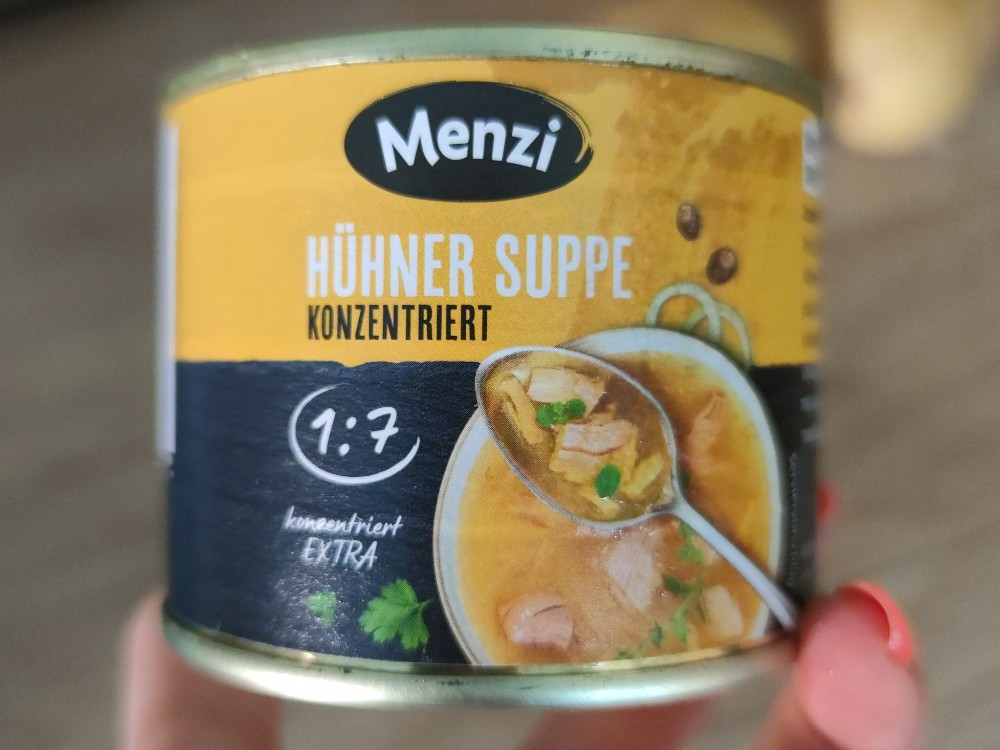 Menzi
HÜHNER SUPPE
KONZENTRIERT
1:7
konzentriert
EXTRA